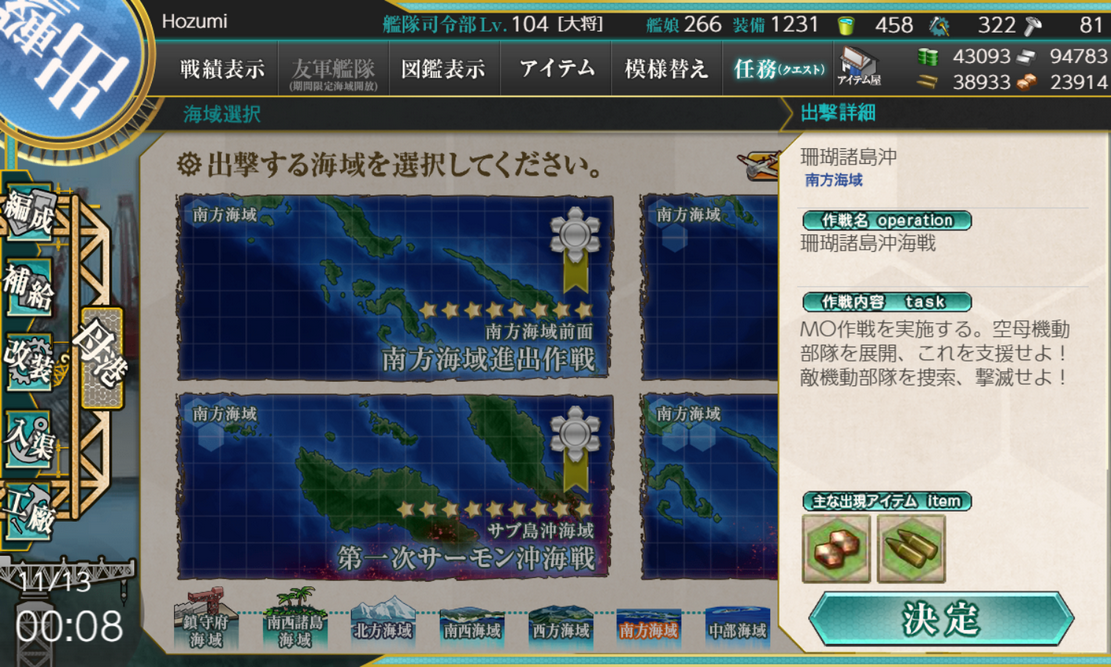 出陣
Hozumi
艦隊司令部Lv. 104 [大将]
艦娘 266 装備 1231 458 322 81
戦績表示
友軍艦隊
(期間限定海域開放)
図鑑表示
アイテム
模様替え
任務(クエスト)
アイテム屋
43093 94783
38933 23914
海域選択
出撃詳細
出撃する海域を選択してください。
南方海域
南方海域前面
南方海域進出作戦
南方海域
南方海域
サブ島沖海域
第一次サーモン沖海戦
南方海域
珊瑚諸島沖
南方海域
作戦名 operation
珊瑚諸島沖海戦
作戦内容 task
MO作戦を実施する。空母機動
部隊を展開、これを支援せよ！
敵機動部隊を捜索、撃滅せよ！
主な出現アイテム item
決定
編成
補給
改装
入渠
工廠
母港
鎮守府
海域
南西諸島
海域
北方海域
南西海域
西方海域
南方海域
中部海域
11/13
00:08